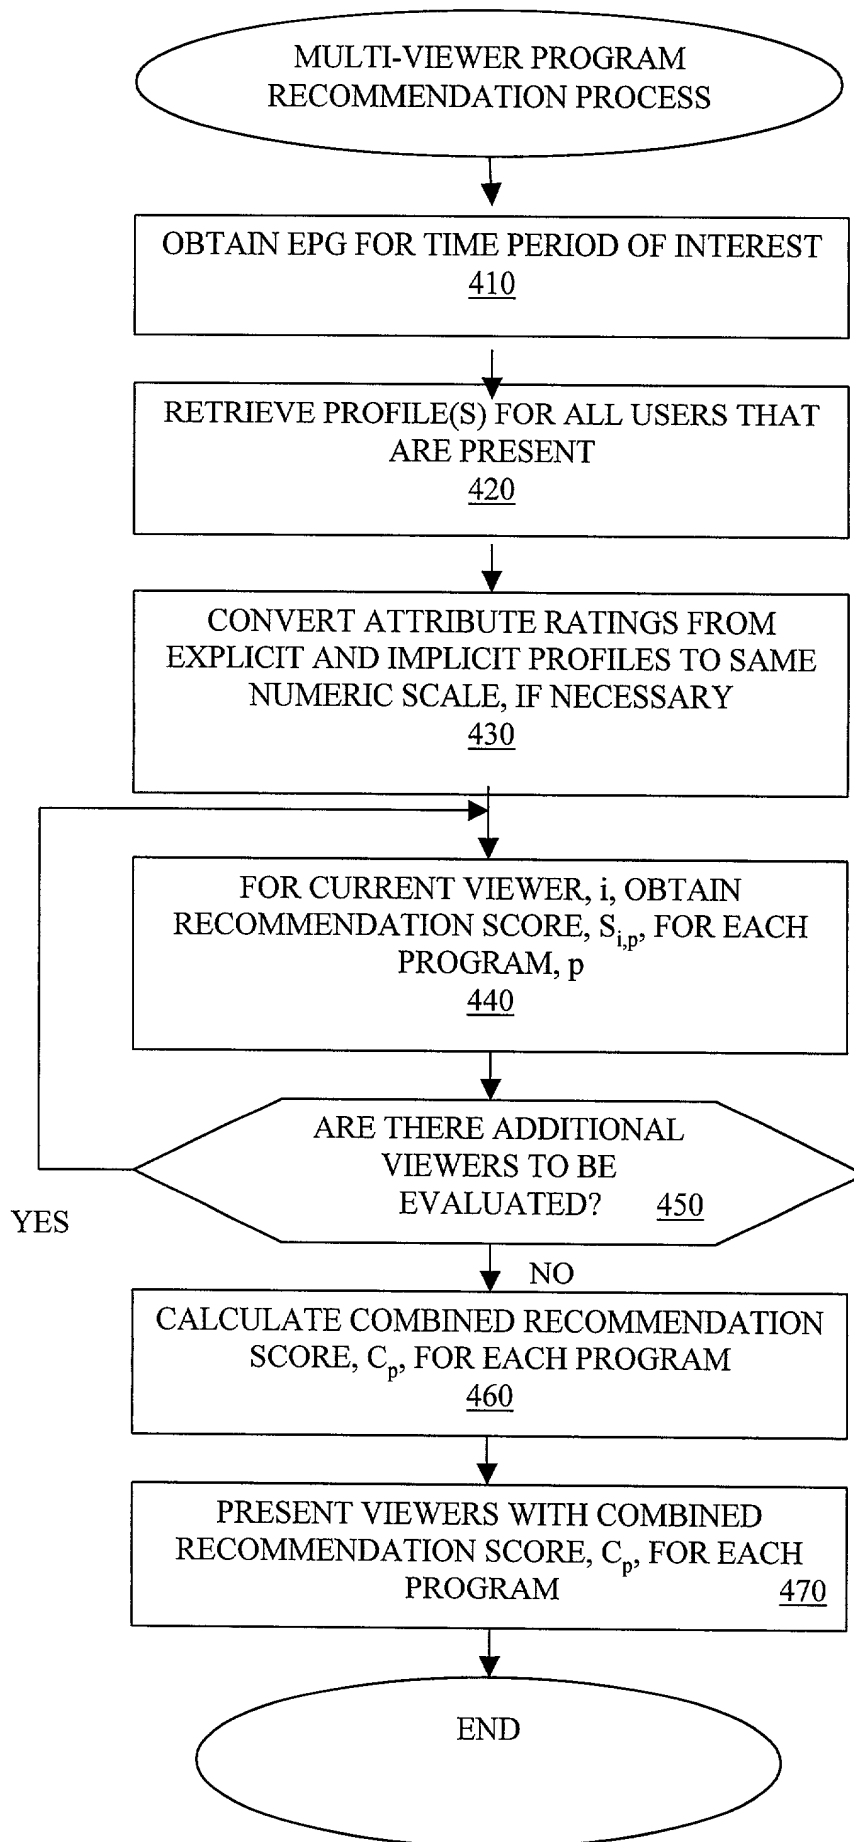 MULTI-VIEWER PROGRAM
RECOMMENDATION PROCESS
OBTAIN EPG FOR TIME PERIOD OF INTEREST
410
RETRIEVE PROFILE(S) FOR ALL USERS THAT
ARE PRESENT
420
CONVERT ATTRIBUTE RATINGS FROM
EXPLICIT AND IMPLICIT PROFILES TO SAME
NUMERIC SCALE, IF NECESSARY
430
FOR CURRENT VIEWER, i, OBTAIN
RECOMMENDATION SCORE, S_i,p, FOR EACH
PROGRAM, p
440
ARE THERE ADDITIONAL
VIEWERS TO BE
EVALUATED? 450
YES
NO
CALCULATE COMBINED RECOMMENDATION
SCORE, C_p, FOR EACH PROGRAM
460
PRESENT VIEWERS WITH COMBINED
RECOMMENDATION SCORE, C_p, FOR EACH
PROGRAM 470
END